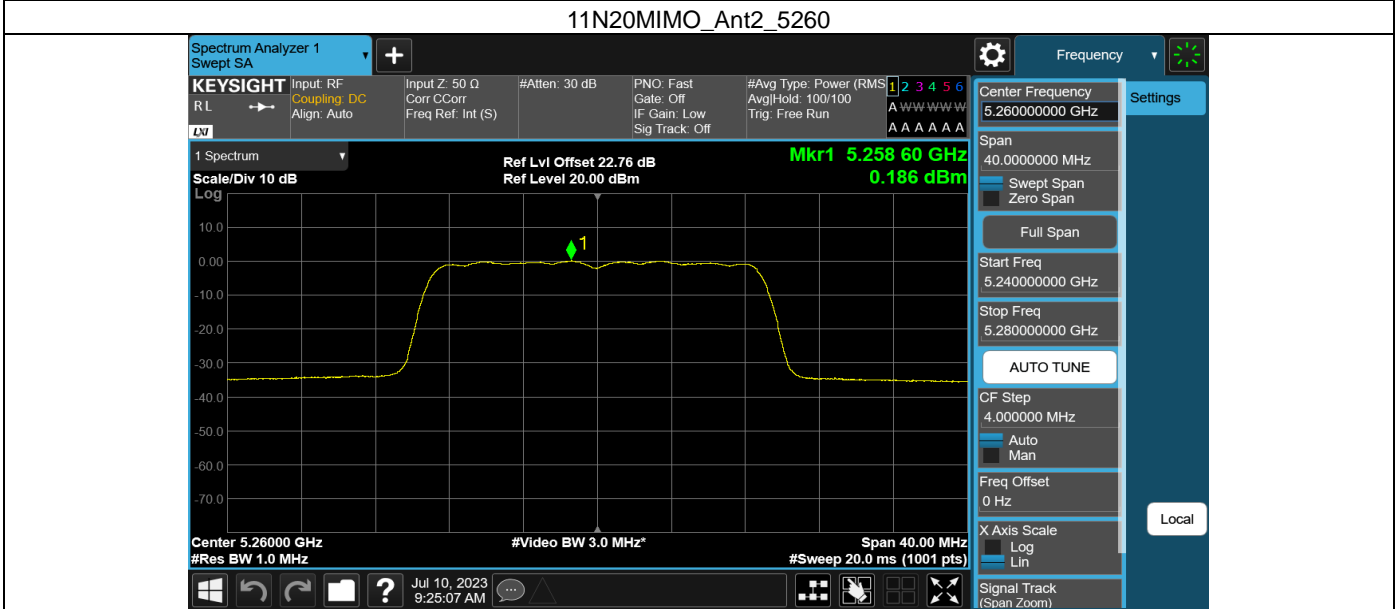 11N20MIMO_Ant2_5260
Spectrum Analyzer 1
Swept SA
Frequency
KEYSIGHT
R L
LXI
Input: RF
Coupling: DC
Align: Auto
Input Z: 50 Ω
Corr CCorr
Freq Ref: Int (S)
#Atten: 30 dB
PNO: Fast
Gate: Off
IF Gain: Low
Sig Track: Off
#Avg Type: Power (RMS
Avg|Hold: 100/100
Trig: Free Run
1 2 3 4 5 6
A W W W W W
A A A A A A
1 Spectrum
Scale/Div 10 dB
Log
Ref Lvl Offset 22.76 dB
Ref Level 20.00 dBm
Mkr1 5.258 60 GHz
0.186 dBm
1
10.0
0.00
-10.0
-20.0
-30.0
-40.0
-50.0
-60.0
-70.0
Center 5.26000 GHz
#Res BW 1.0 MHz
#Video BW 3.0 MHz*
Span 40.00 MHz
#Sweep 20.0 ms (1001 pts)
?
Jul 10, 2023
9:25:07 AM
Center Frequency
5.260000000 GHz
Span
40.0000000 MHz
Swept Span
Zero Span
Full Span
Start Freq
5.240000000 GHz
Stop Freq
5.280000000 GHz
AUTO TUNE
CF Step
4.000000 MHz
Auto
Man
Freq Offset
0 Hz
X Axis Scale
Log
Lin
Signal Track
(Span Zoom)
Settings
Local